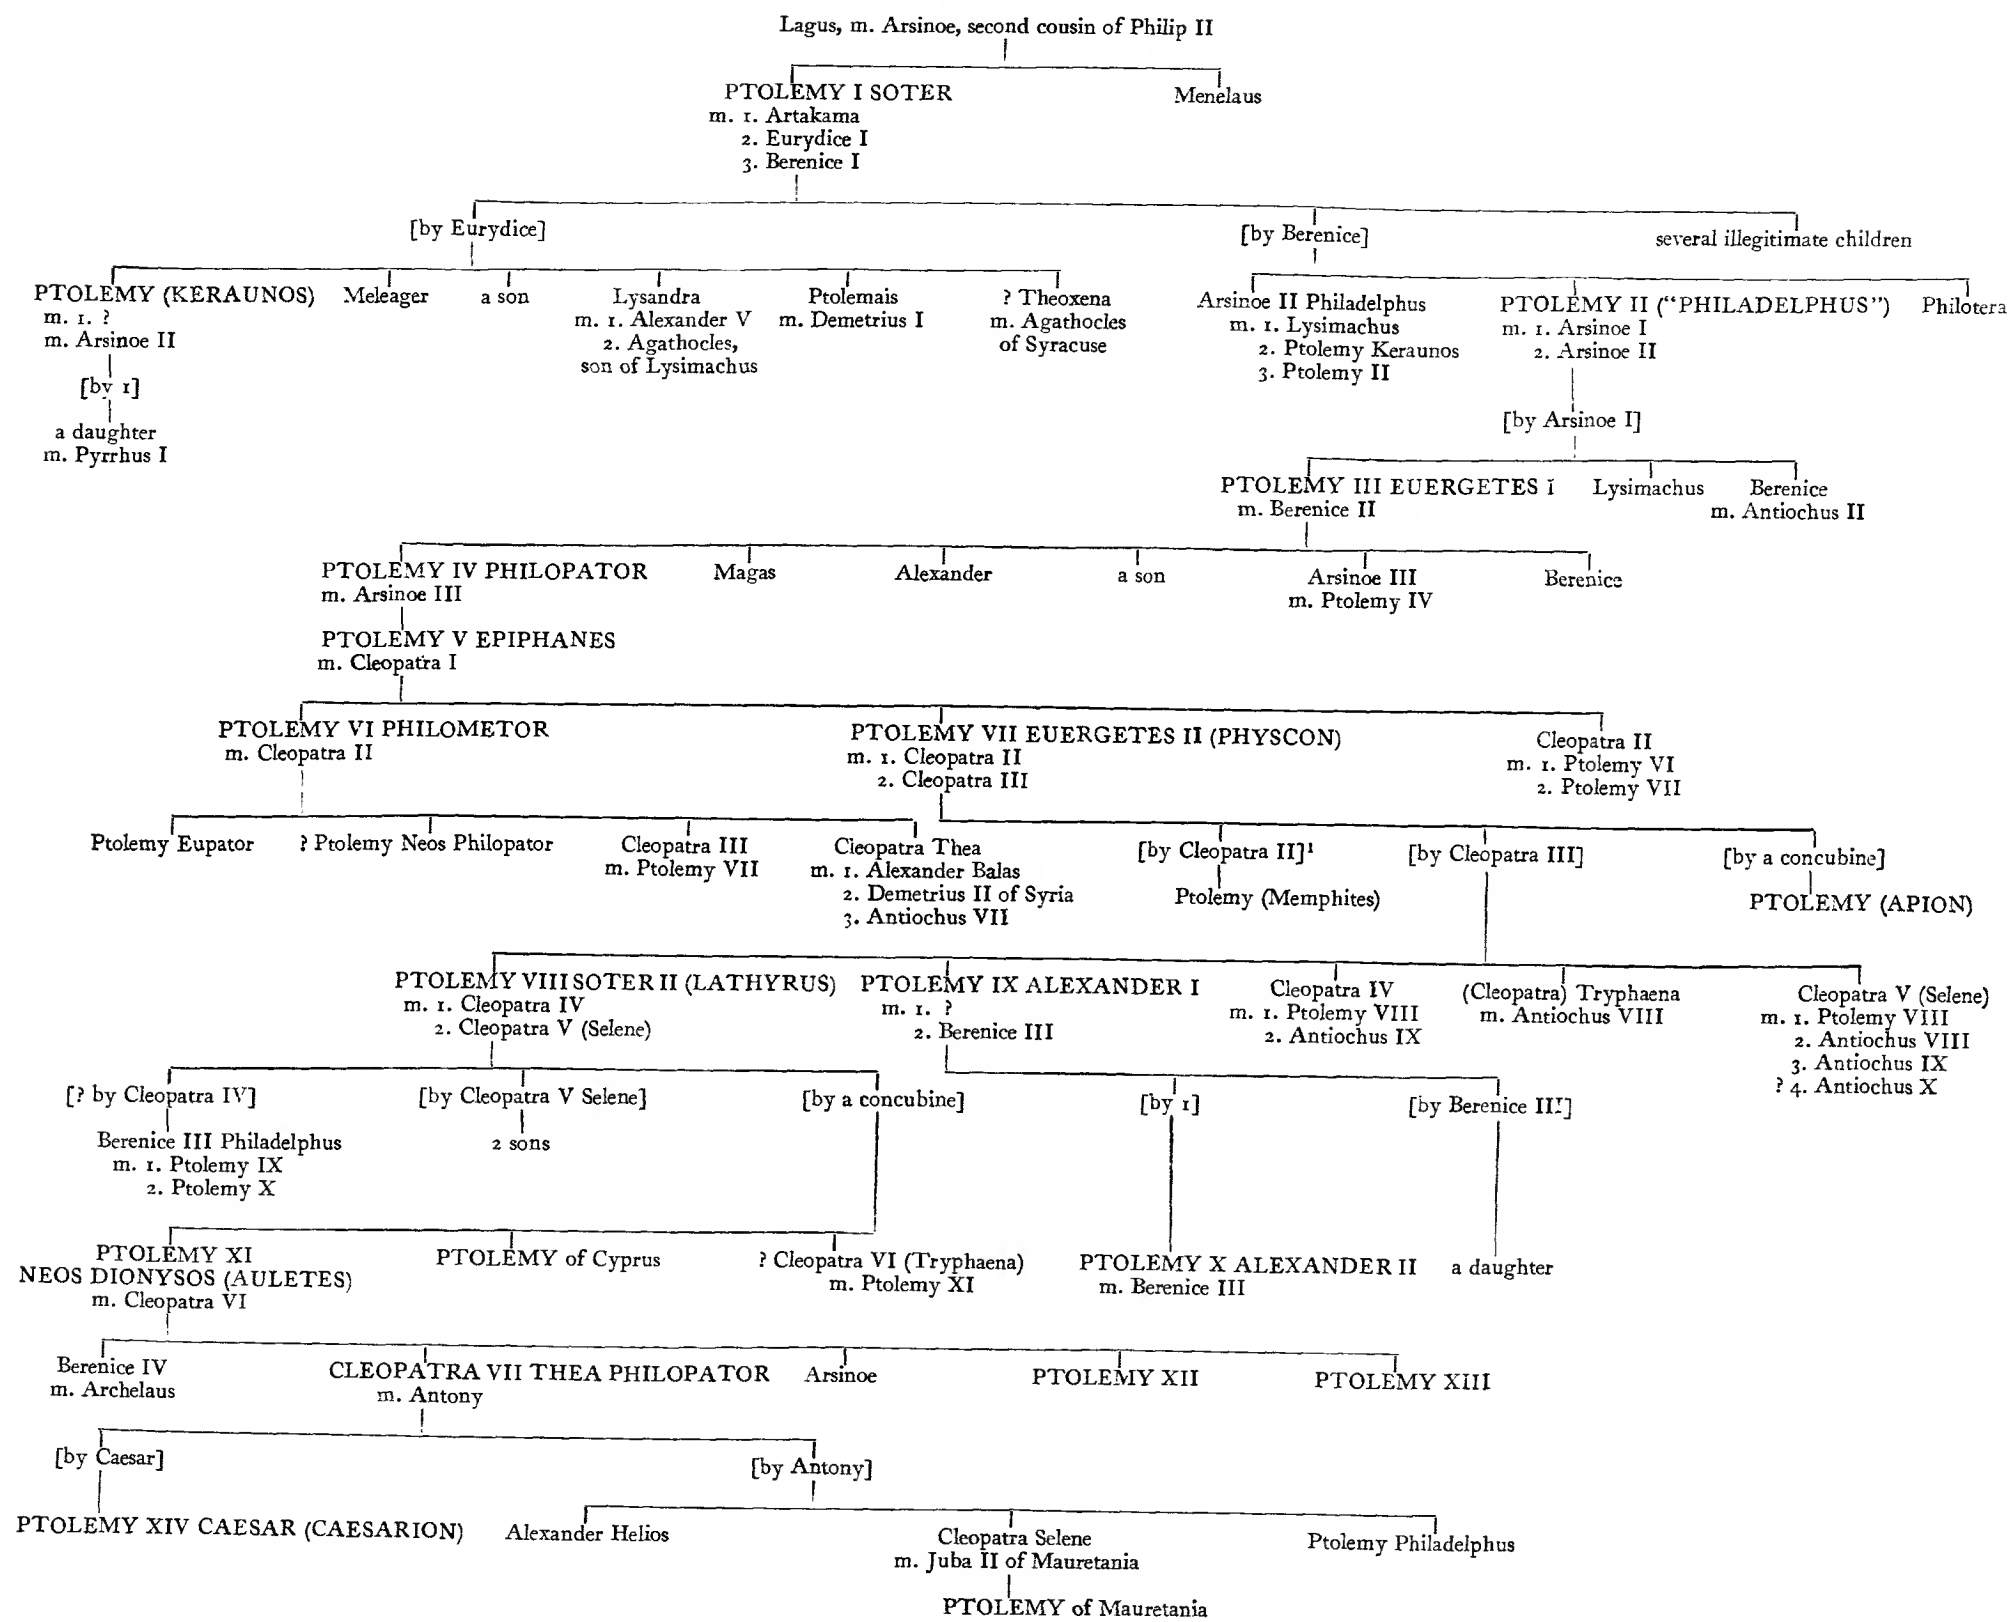 Lagus, m. Arsinoe, second cousin of Philip II
PTOLEMY I SOTER
m. 1. Artakama
2. Eurydice I
3. Berenice I
Menelaus
[by Eurydice]
[by Berenice]
several illegitimate children
PTOLEMY (KERAUNOS)
m. 1. ?
m. Arsinoe II
[by 1]
a daughter
m. Pyrrhus I
Meleager
a son
Lysandra
m. 1. Alexander V
2. Agathocles,
son of Lysimachus
Ptolemais
m. Demetrius I
? Theoxena
m. Agathocles
of Syracuse
Arsinoe II Philadelphus
m. 1. Lysimachus
2. Ptolemy Keraunos
3. Ptolemy II
PTOLEMY II ("PHILADELPHUS")
m. 1. Arsinoe I
2. Arsinoe II
Philotera
[by Arsinoe I]
PTOLEMY III EUERGETES I
m. Berenice II
Lysimachus
Berenice
m. Antiochus II
PTOLEMY IV PHILOPATOR
m. Arsinoe III
Magas
Alexander
a son
Arsinoe III
m. Ptolemy IV
Berenice
PTOLEMY V EPIPHANES
m. Cleopatra I
PTOLEMY VI PHILOMETOR
m. Cleopatra II
PTOLEMY VII EUERGETES II (PHYSCON)
m. 1. Cleopatra II
2. Cleopatra III
Cleopatra II
m. 1. Ptolemy VI
2. Ptolemy VII
Ptolemy Eupator
? Ptolemy Neos Philopator
Cleopatra III
m. Ptolemy VII
Cleopatra Thea
m. 1. Alexander Balas
2. Demetrius II of Syria
3. Antiochus VII
[by Cleopatra II]¹
Ptolemy (Memphites)
[by Cleopatra III]
[by a concubine]
PTOLEMY (APION)
PTOLEMY VIII SOTER II (LATHYRUS)
m. 1. Cleopatra IV
2. Cleopatra V (Selene)
PTOLEMY IX ALEXANDER I
m. 1. ?
2. Berenice III
Cleopatra IV
m. 1. Ptolemy VIII
2. Antiochus IX
(Cleopatra) Tryphaena
m. Antiochus VIII
Cleopatra V (Selene)
m. 1. Ptolemy VIII
2. Antiochus VIII
3. Antiochus IX
? 4. Antiochus X
[? by Cleopatra IV]
Berenice III Philadelphus
m. 1. Ptolemy IX
2. Ptolemy X
[by Cleopatra V Selene]
2 sons
[by a concubine]
[by 1]
[by Berenice III]
PTOLEMY XI
NEOS DIONYSOS (AULETES)
m. Cleopatra VI
PTOLEMY of Cyprus
? Cleopatra VI (Tryphaena)
m. Ptolemy XI
PTOLEMY X ALEXANDER II
m. Berenice III
a daughter
Berenice IV
m. Archelaus
CLEOPATRA VII THEA PHILOPATOR
m. Antony
Arsinoe
PTOLEMY XII
PTOLEMY XIII
[by Caesar]
[by Antony]
PTOLEMY XIV CAESAR (CAESARION)
Alexander Helios
Cleopatra Selene
m. Juba II of Mauretania
Ptolemy Philadelphus
PTOLEMY of Mauretania